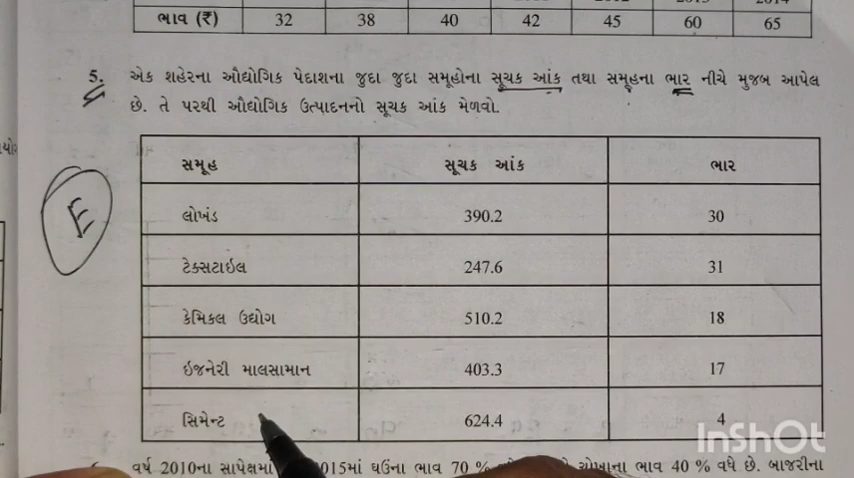 ભાવ (₹) 32 38 40 42 45 60 65
5. એક શહેરના ઔદ્યોગિક પેદાશના જુદા જુદા સમૂહોના સૂચક આંક તથા સમૂહના ભાર નીચે મુજબ આપેલ
છે. તે પરથી ઔદ્યોગિક ઉત્પાદનનો સૂચક આંક મેળવો.
સમૂહ સૂચક આંક ભાર
E
લોખંડ 390.2 30
ટેક્સટાઇલ 247.6 31
કેમિકલ ઉદ્યોગ 510.2 18
ઇજનેરી માલસામાન 403.3 17
સિમેન્ટ 624.4 4
InShOt
વર્ષ 2010ના સાપેક્ષમાં 2015માં ઘઉંના ભાવ 70 % ચોખાના ભાવ 40 % વધે છે. બાજરીના